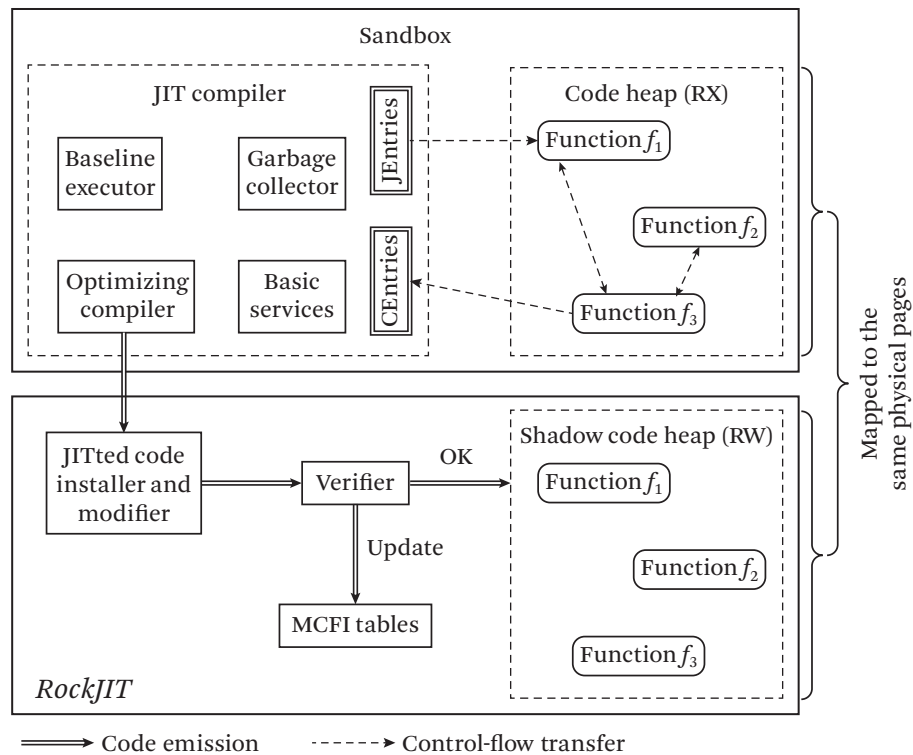 Sandbox
JIT compiler
Baseline
executor
Garbage
collector
JEntries
Optimizing
compiler
Basic
services
CEntries
Code heap (RX)
Function f1
Function f2
Function f3
Mapped to the
same physical pages
JITted code
installer and
modifier
Verifier
OK
Update
MCFI tables
Shadow code heap (RW)
Function f1
Function f2
Function f3
RockJIT
Code emission
Control-flow transfer